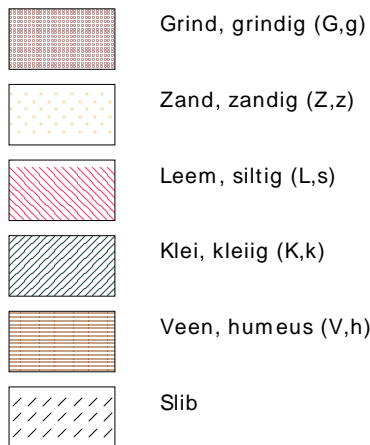 Grind, grindig (G,g)
Zand, zandig (Z,z)
Leem, siltig (L,s)
Klei, kleiig (K,k)
Veen, humeus (V,h)
Slib